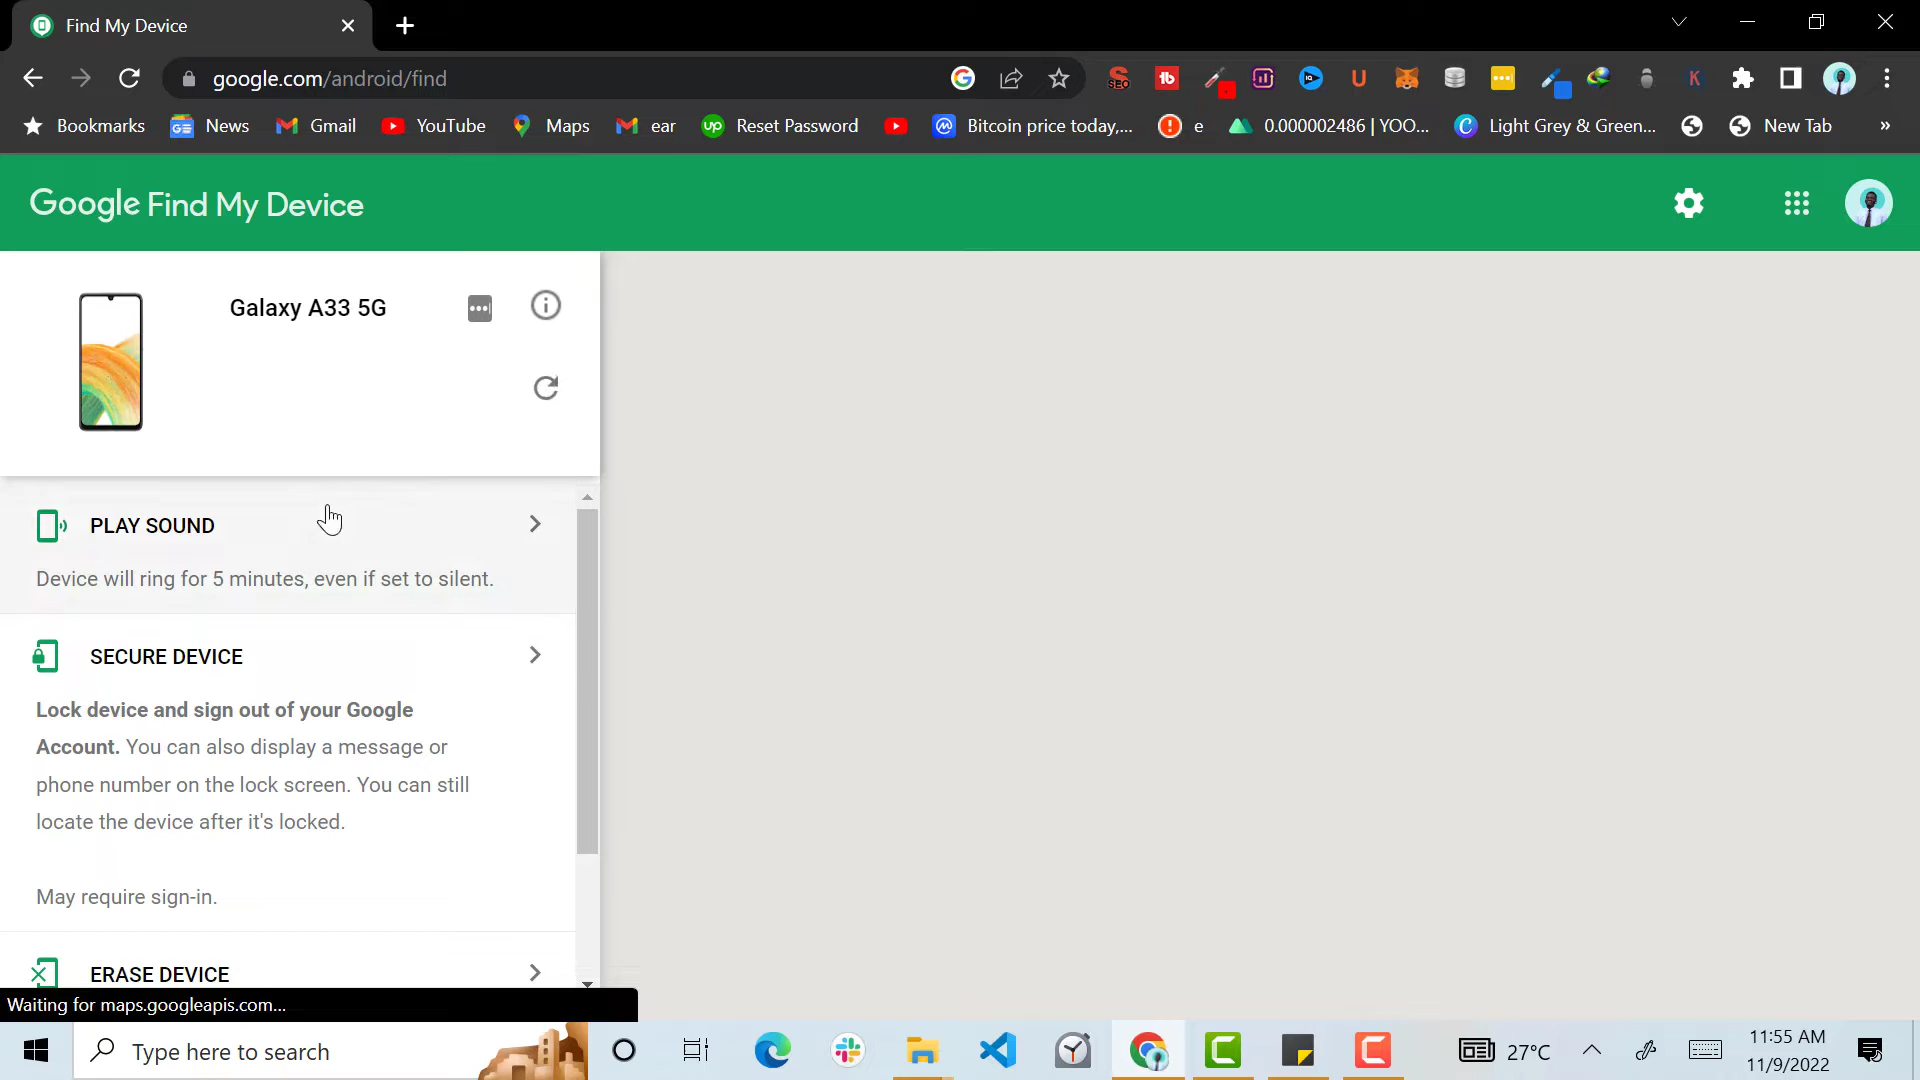 Find My Device
google.com/android/find
Bookmarks News Gmail YouTube Maps ear Reset Password Bitcoin price today,... e 0.000002486 | YOO... Light Grey & Green... New Tab »
Google Find My Device
Galaxy A33 5G
PLAY SOUND
Device will ring for 5 minutes, even if set to silent.
SECURE DEVICE
Lock device and sign out of your Google
Account. You can also display a message or
phone number on the lock screen. You can still
locate the device after it's locked.
May require sign-in.
ERASE DEVICE
Waiting for maps.googleapis.com...
Type here to search
27°C
11:55 AM
11/9/2022